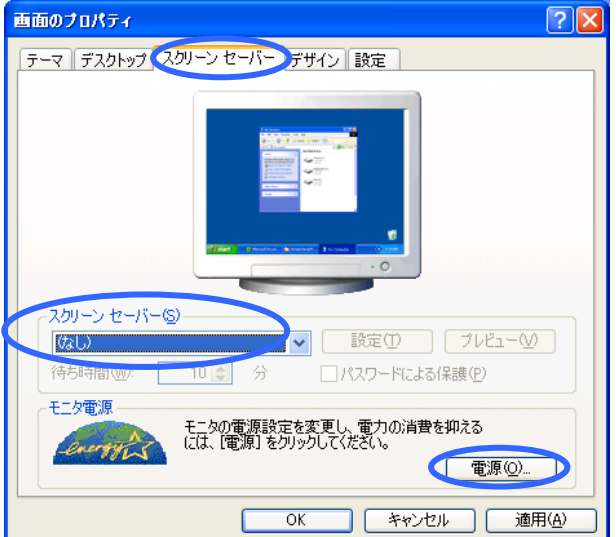 画面のプロパティ
テーマ デスクトップ スクリーン セーバー デザイン 設定
スクリーン セーバー(S)
(なし) 設定(T) プレビュー(V)
待ち時間(W): 10 分 パスワードによる保護(P)
モニタ電源
モニタの電源設定を変更し、電力の消費を抑える
には、[電源] をクリックしてください。
energy
電源(O)...
OK キャンセル 適用(A)